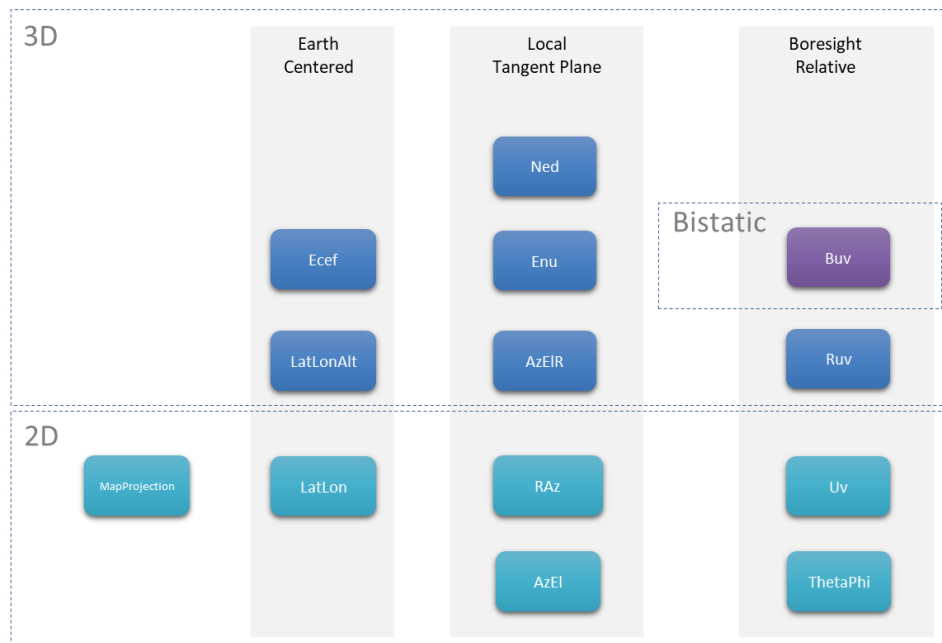 3D
Earth
Centered
Local
Tangent Plane
Boresight
Relative
Ned
Bistatic
Ecef
Enu
Buv
LatLonAlt
AzElR
Ruv
2D
MapProjection
LatLon
RAz
Uv
AzEl
ThetaPhi